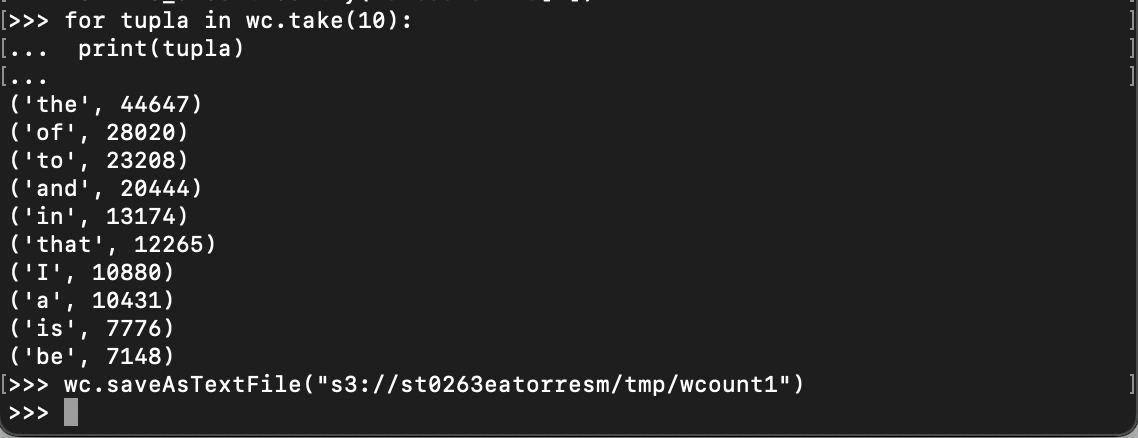 >>> for tupla in wc.take(10):
...  print(tupla)
...
('the', 44647)
('of', 28020)
('to', 23208)
('and', 20444)
('in', 13174)
('that', 12265)
('I', 10880)
('a', 10431)
('is', 7776)
('be', 7148)
>>> wc.saveAsTextFile("s3://st0263eatorresm/tmp/wcount1")
>>>